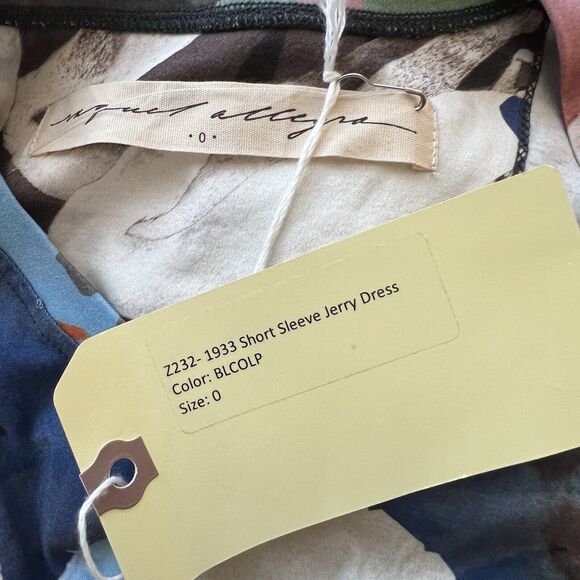 raquel allegra
·0·
Z232- 1933 Short Sleeve Jerry Dress
Color: BLCOLP
Size: 0